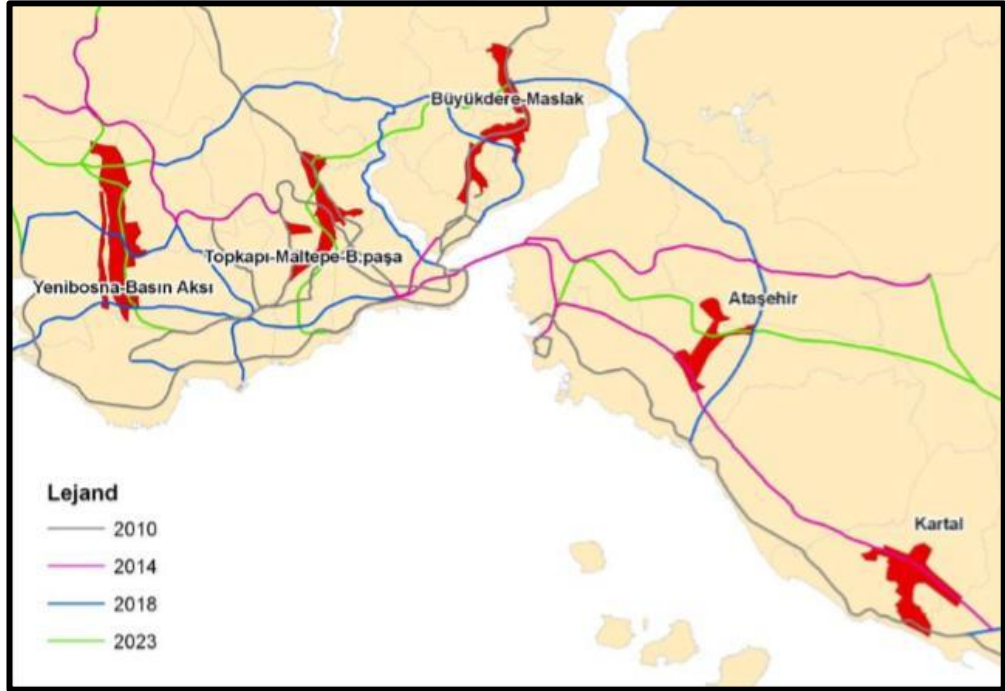 Büyükdere-Maslak
Topkapı-Maltepe-B.paşa
Yenibosna-Basın Aksı
Ataşehir
Kartal
Lejand
2010
2014
2018
2023